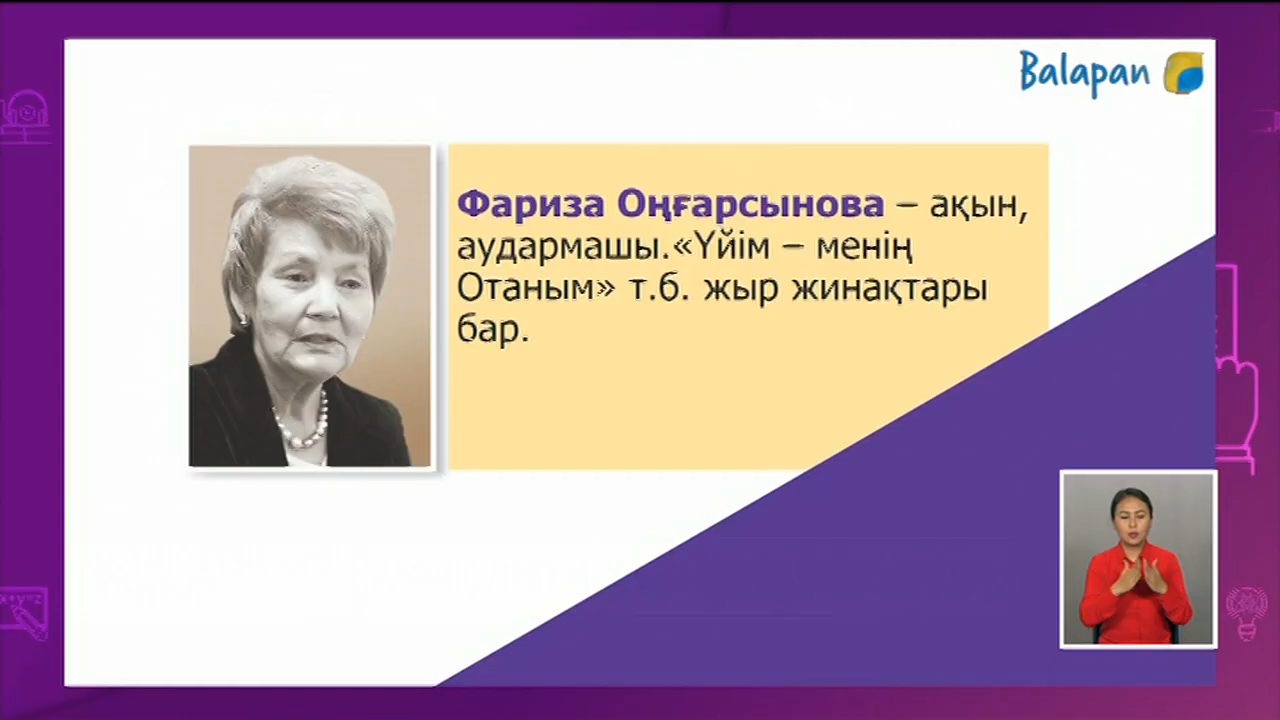 Balapan
Фариза Оңғарсынова – ақын,
аудармашы.«Үйім – менің
Отаным» т.б. жыр жинақтары
бар.
x+y=z